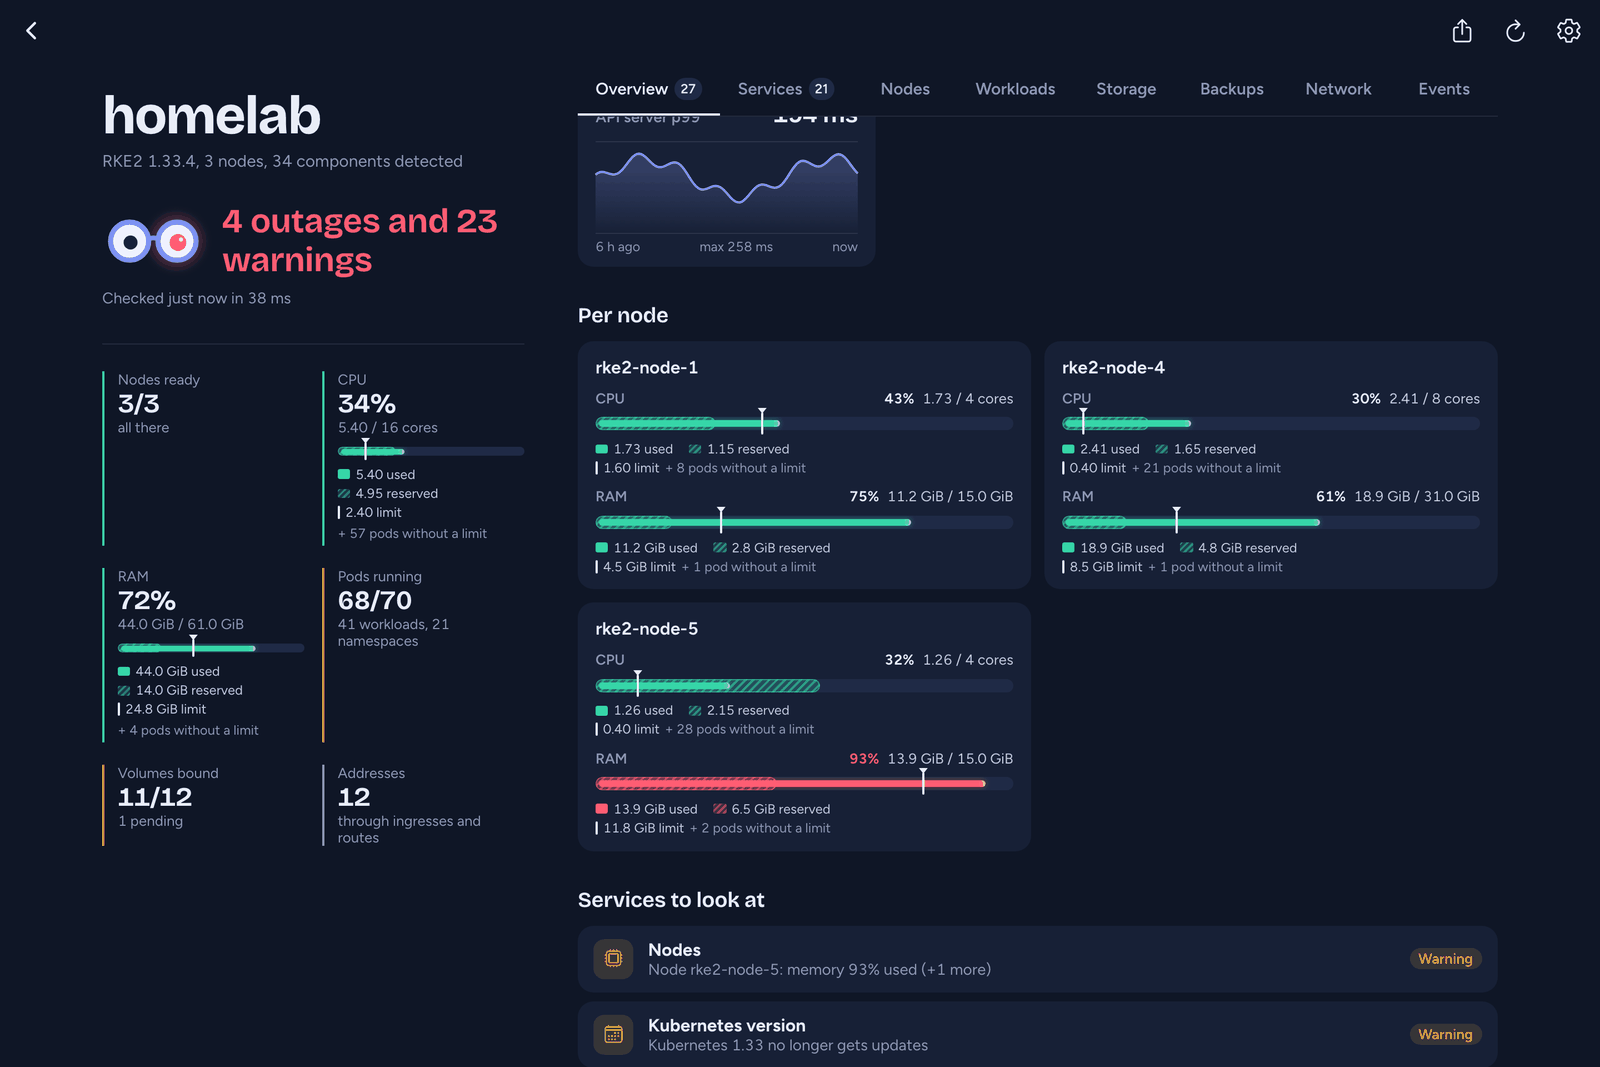 homelab
RKE2 1.33.4, 3 nodes, 34 components detected
4 outages and 23
warnings
Checked just now in 38 ms
Nodes ready
3/3
all there
CPU
34%
5.40 / 16 cores
5.40 used
4.95 reserved
2.40 limit
+ 57 pods without a limit
RAM
72%
44.0 GiB / 61.0 GiB
44.0 GiB used
14.0 GiB reserved
24.8 GiB limit
+ 4 pods without a limit
Pods running
68/70
41 workloads, 21
namespaces
Volumes bound
11/12
1 pending
Addresses
12
through ingresses and
routes
Overview 27
Services 21
Nodes
Workloads
Storage
Backups
Network
Events
API server p99
194 ms
6 h ago
max 258 ms
now
Per node
rke2-node-1
CPU
43% 1.73 / 4 cores
1.73 used
1.15 reserved
1.60 limit + 8 pods without a limit
RAM
75% 11.2 GiB / 15.0 GiB
11.2 GiB used
2.8 GiB reserved
4.5 GiB limit + 1 pod without a limit
rke2-node-4
CPU
30% 2.41 / 8 cores
2.41 used
1.65 reserved
0.40 limit + 21 pods without a limit
RAM
61% 18.9 GiB / 31.0 GiB
18.9 GiB used
4.8 GiB reserved
8.5 GiB limit + 1 pod without a limit
rke2-node-5
CPU
32% 1.26 / 4 cores
1.26 used
2.15 reserved
0.40 limit + 28 pods without a limit
RAM
93% 13.9 GiB / 15.0 GiB
13.9 GiB used
6.5 GiB reserved
11.8 GiB limit + 2 pods without a limit
Services to look at
Nodes
Node rke2-node-5: memory 93% used (+1 more)
Warning
Kubernetes version
Kubernetes 1.33 no longer gets updates
Warning